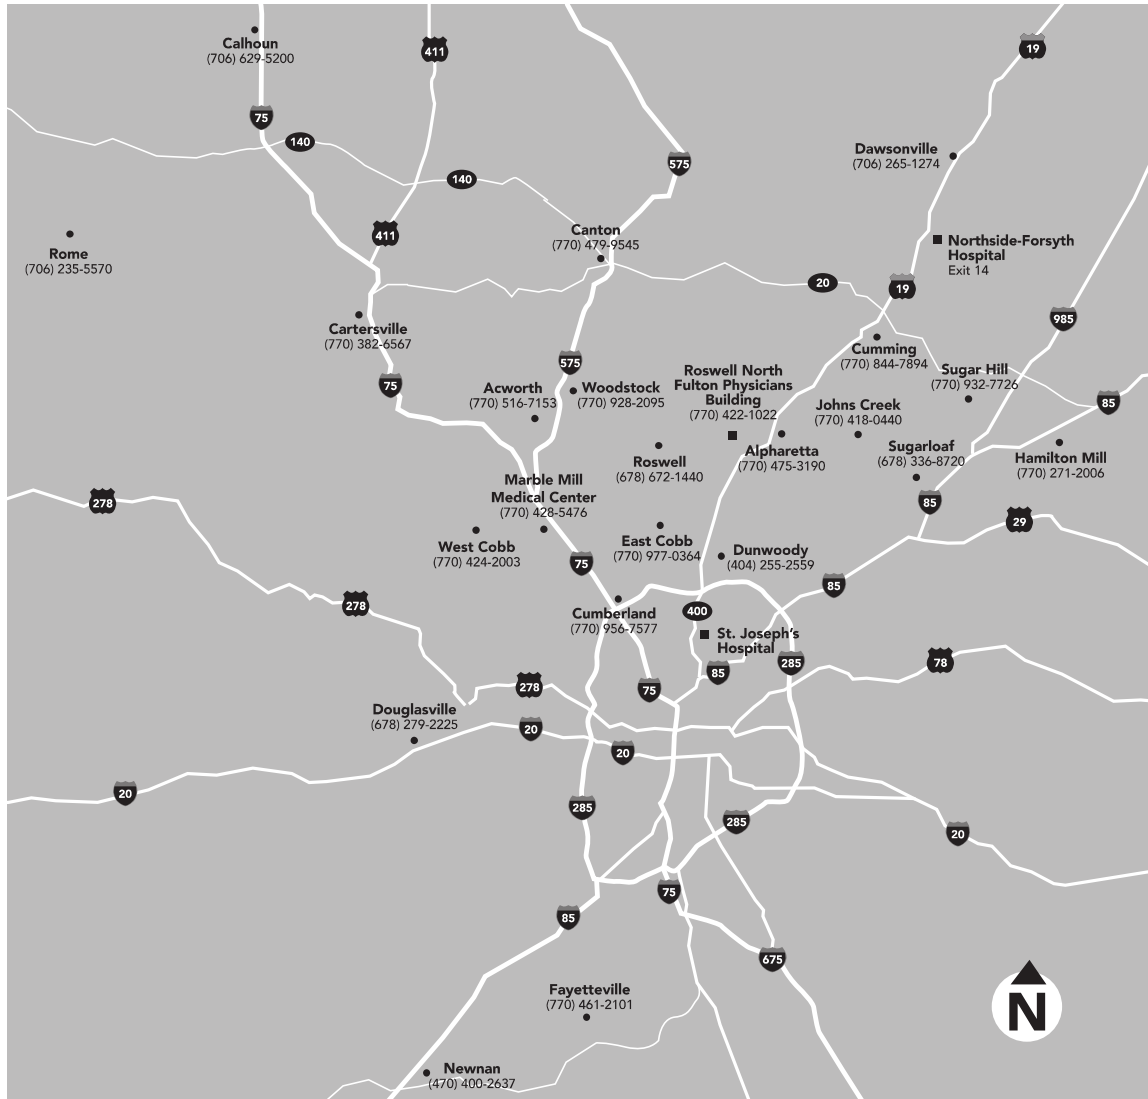 Calhoun
(706) 629-5200
411
19
75
140
Dawsonville
(706) 265-1274
575
140
411
Canton
(770) 479-9545
Rome
(706) 235-5570
Northside-Forsyth
Hospital
Exit 14
20
19
985
Cartersville
(770) 382-6567
Cumming
(770) 844-7894
575
Sugar Hill
(770) 932-7726
75
Acworth
(770) 516-7153
Woodstock
(770) 928-2095
Roswell North
Fulton Physicians
Building
(770) 422-1022
Johns Creek
(770) 418-0440
85
Alpharetta
(770) 475-3190
Sugarloaf
(678) 336-8720
Hamilton Mill
(770) 271-2006
Roswell
(678) 672-1440
Marble Mill
Medical Center
(770) 428-5476
278
85
29
West Cobb
(770) 424-2003
East Cobb
(770) 977-0364
Dunwoody
(404) 255-2559
75
85
278
Cumberland
(770) 956-7577
400
St. Joseph's
Hospital
285
78
85
278
75
Douglasville
(678) 279-2225
20
20
20
285
285
20
75
85
675
Fayetteville
(770) 461-2101
N
Newnan
(470) 400-2637